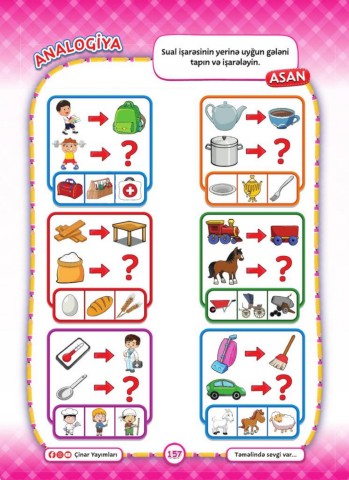 ANALOGİYA
Sual işarəsinin yerinə uyğun gələni
tapın və işarələyin.
ASAN
?
?
?
?
?
?
Çinar Yayımları
157
Təməlində sevgi var...